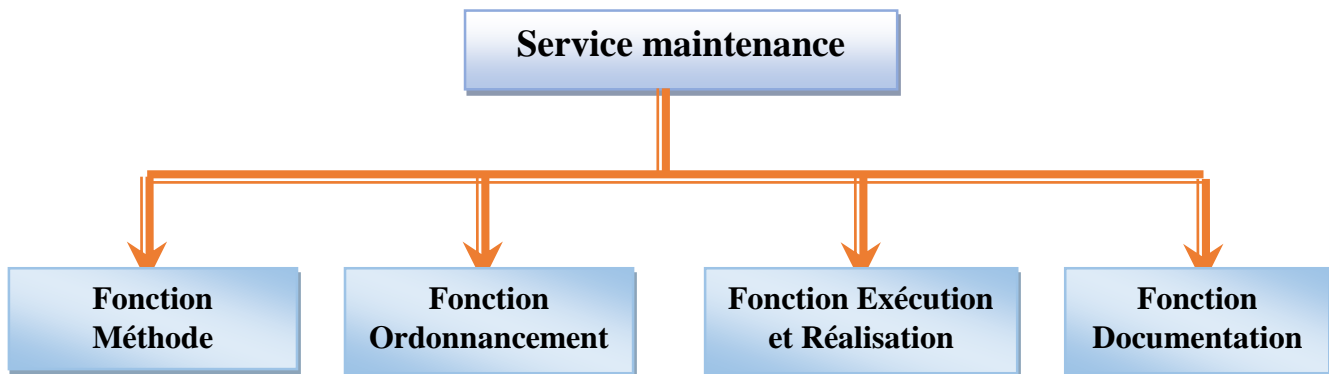 Service maintenance
Fonction
Méthode
Fonction
Ordonnancement
Fonction Exécution
et Réalisation
Fonction
Documentation